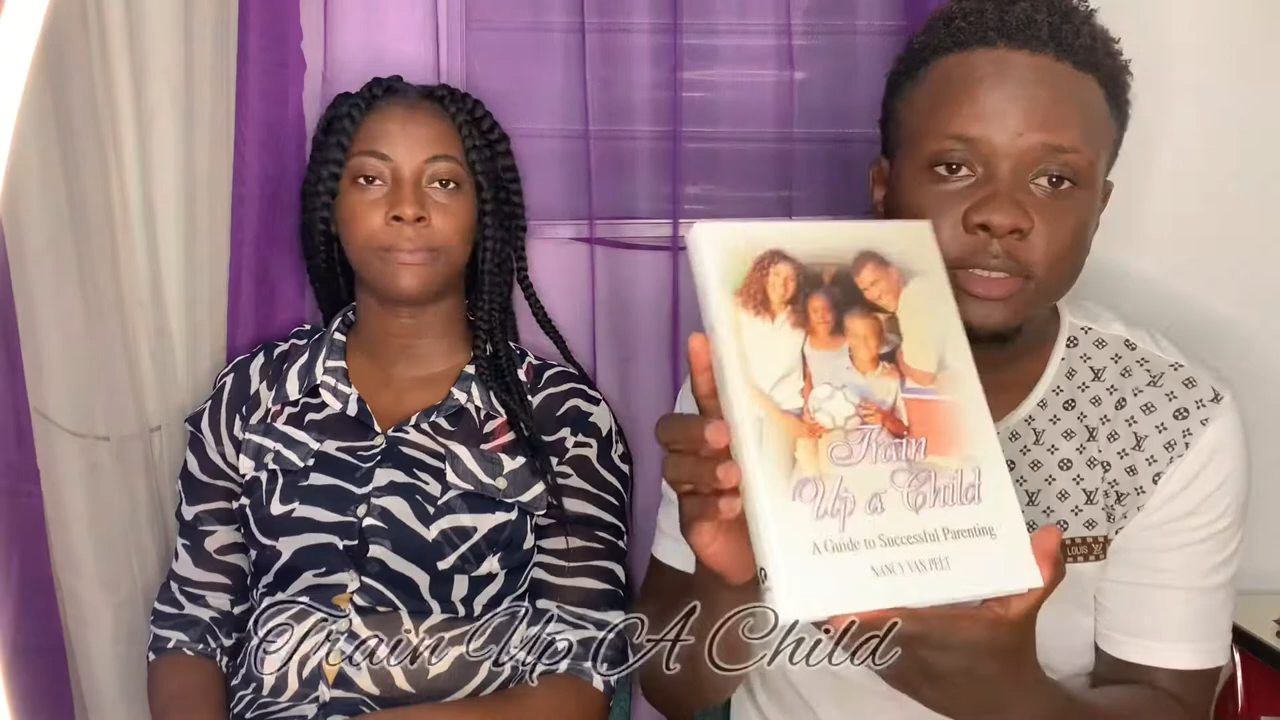 Train
Up a Child
A Guide to Successful Parenting
NANCY VAN PELT
LOUIS
Train Up A Child